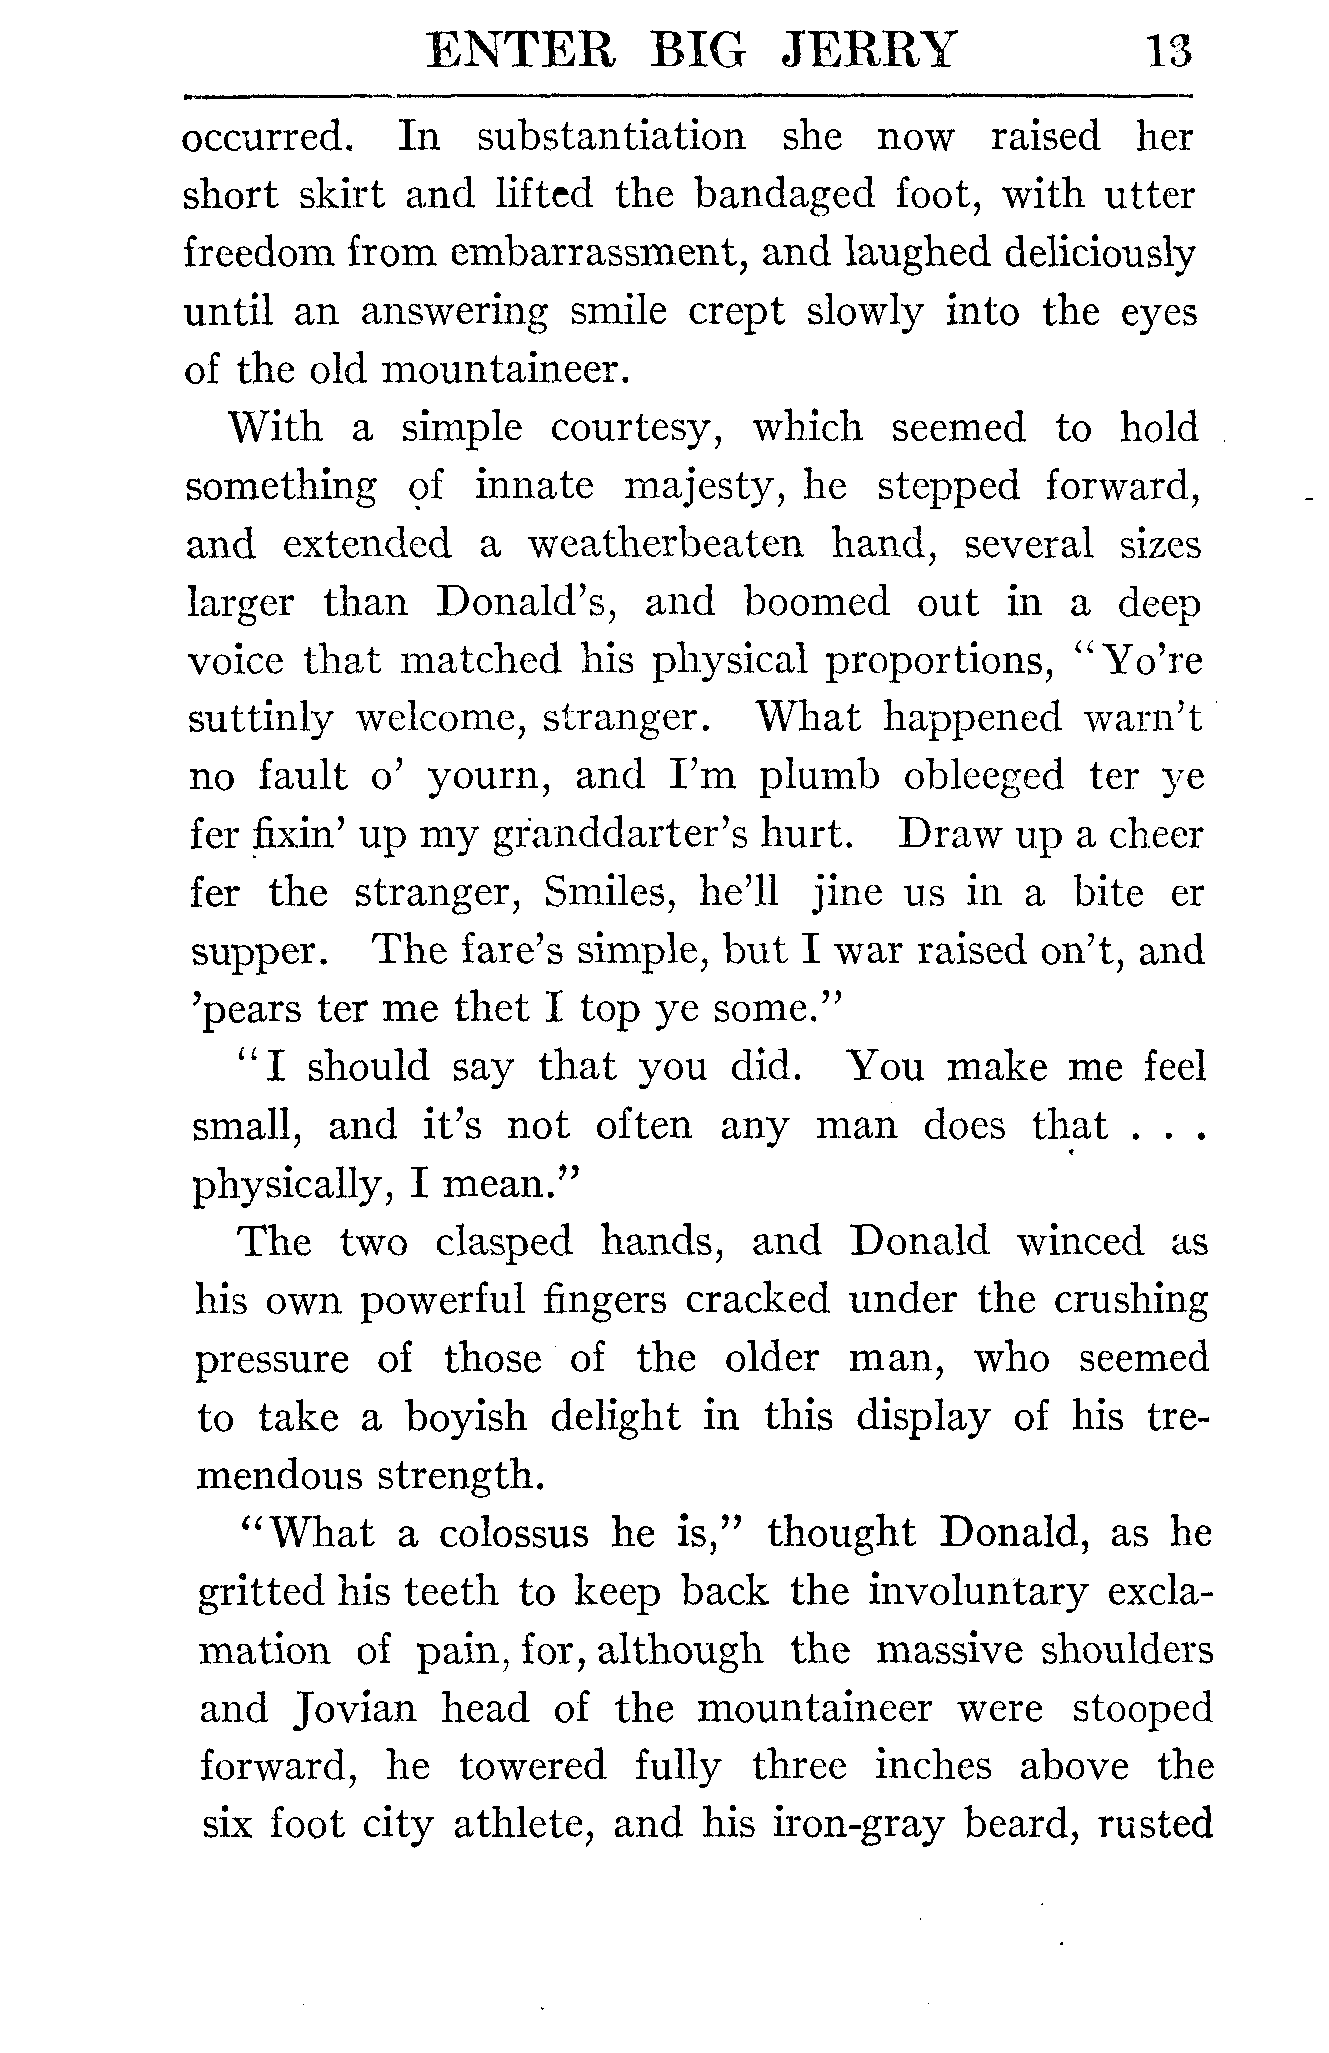 ENTER BIG JERRY 13
occurred. In substantiation she now raised her
short skirt and lifted the bandaged foot, with utter
freedom from embarrassment, and laughed deliciously
until an answering smile crept slowly into the eyes
of the old mountaineer.
With a simple courtesy, which seemed to hold
something of innate majesty, he stepped forward,
and extended a weatherbeaten hand, several sizes
larger than Donald's, and boomed out in a deep
voice that matched his physical proportions, "Yo're
suttinly welcome, stranger. What happened warn't
no fault o' yourn, and I'm plumb obleeged ter ye
fer fixin' up my granddarter's hurt. Draw up a cheer
fer the stranger, Smiles, he'll jine us in a bite er
supper. The fare's simple, but I war raised on't, and
'pears ter me thet I top ye some."
"I should say that you did. You make me feel
small, and it's not often any man does that . . .
physically, I mean."
The two clasped hands, and Donald winced as
his own powerful fingers cracked under the crushing
pressure of those of the older man, who seemed
to take a boyish delight in this display of his tre-
mendous strength.
"What a colossus he is," thought Donald, as he
gritted his teeth to keep back the involuntary excla-
mation of pain, for, although the massive shoulders
and Jovian head of the mountaineer were stooped
forward, he towered fully three inches above the
six foot city athlete, and his iron-gray beard, rusted